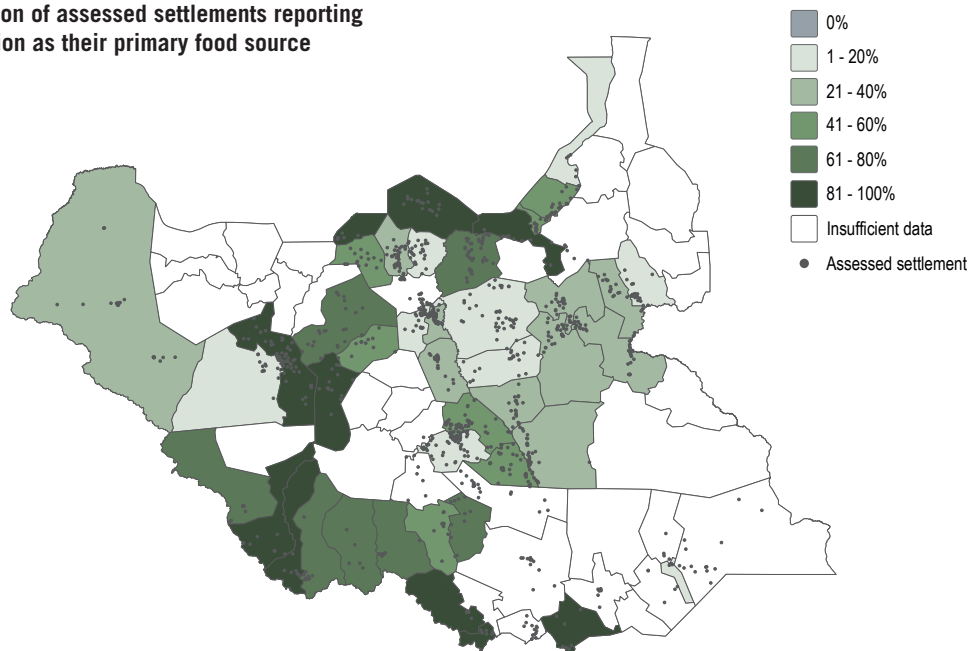 on of assessed settlements reporting
ion as their primary food source
0%
1 - 20%
21 - 40%
41 - 60%
61 - 80%
81 - 100%
Insufficient data
Assessed settlement